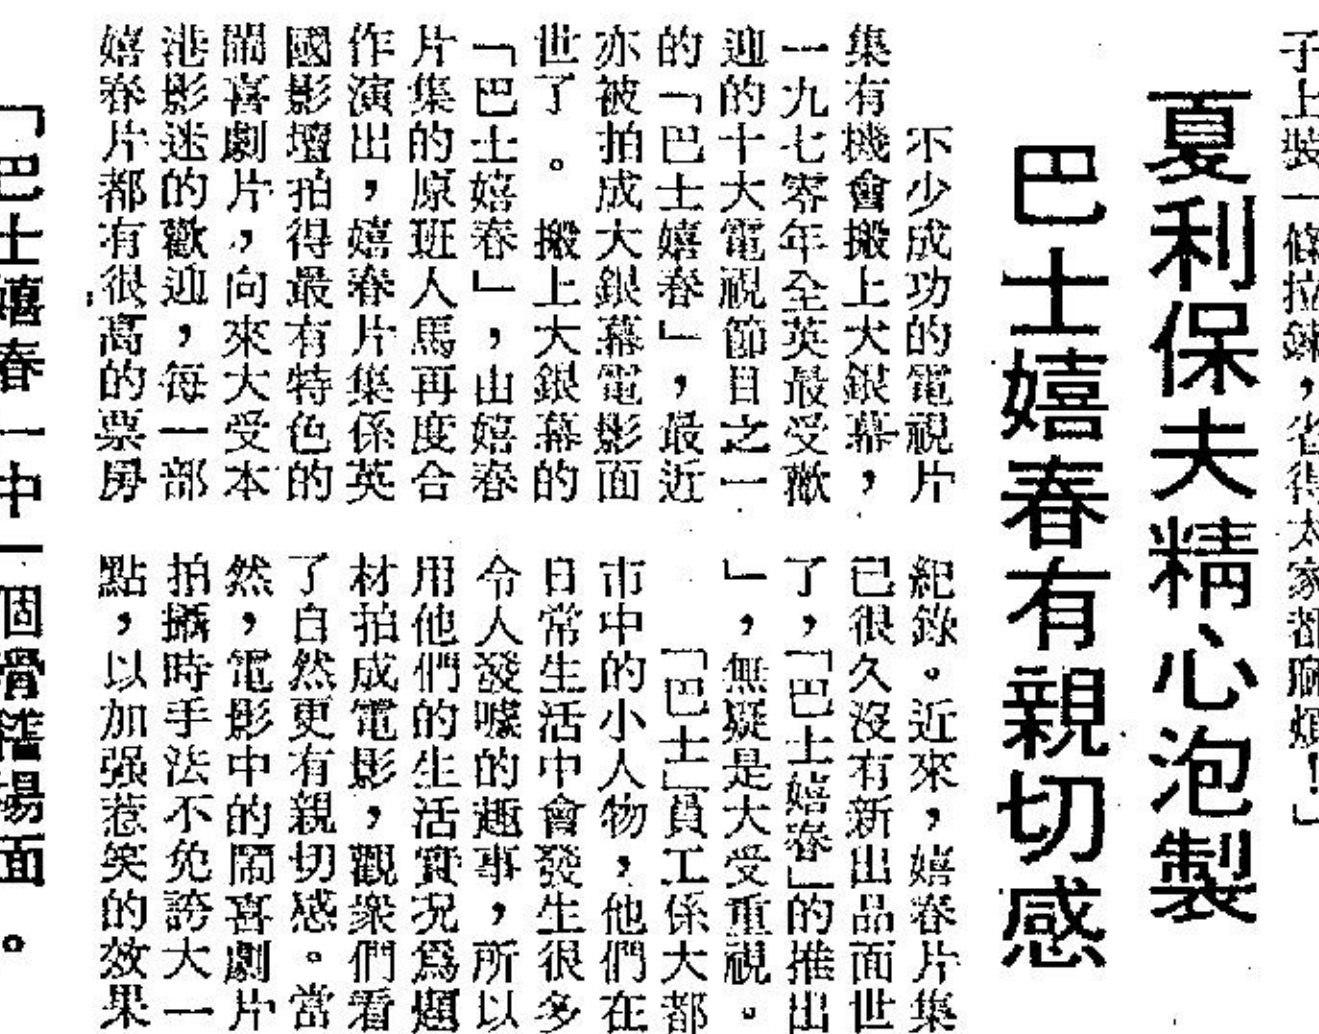 子上裝一條拉鍊，省得太家都麻煩！」
夏利保夫精心泡製
巴士嬉春有親切感
不少成功的電視片
集有機會搬上大銀幕，
一九七零年全英最受歡
迎的十大電視節目之一
的「巴士嬉春」，最近
亦被拍成大銀幕電影面
世了。搬上大銀幕的
「巴士嬉春」，由嬉春
片集的原班人馬再度合
作演出，嬉春片集係英
國影壇拍得最有特色的
鬧喜劇片，向來大受本
港影迷的歡迎，每一部
嬉春片都有很高的票房
紀錄。近來，嬉春片集
已很久沒有新出品面世
了，「巴士嬉春」的推出
」，無疑是大受重視。
「巴士」員工係大都
市中的小人物，他們在
日常生活中會發生很多
令人發噱的趣事，所以
用他們的生活實況爲題
材拍成電影，觀衆們看
了自然更有親切感。當
然，電影中的鬧喜劇片
拍攝時手法不免誇大一
點，以加强惹笑的效果
「巴士嬉春」中一個滑稽場面。